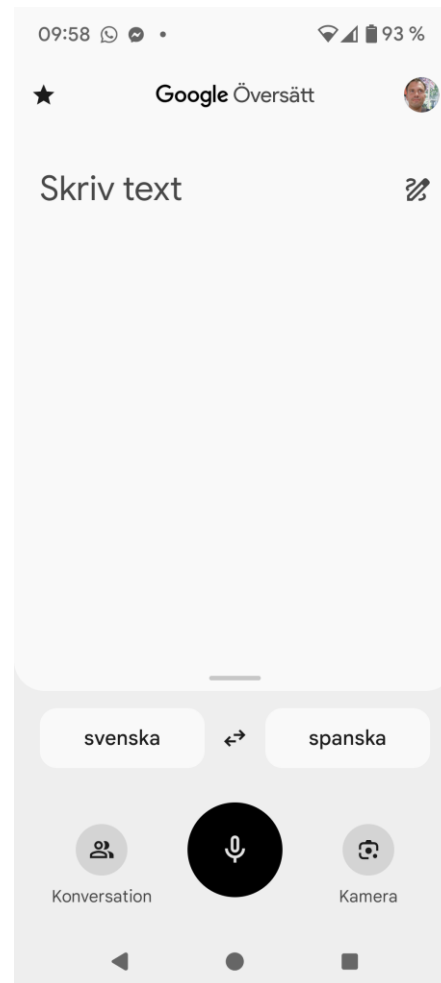 09:58 93 %
Google Översätt
Skriv text
svenska spanska
Konversation Kamera